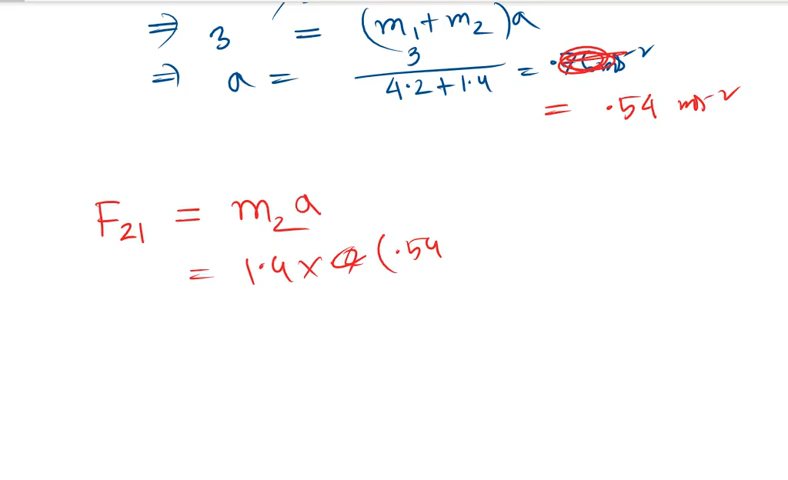 ⇒ 3 = (m₁+m₂)a
⇒ a = 3/(4.2+1.4) =
= .54 ms⁻²
F₂₁ = m₂a
= 1.4 × (.54